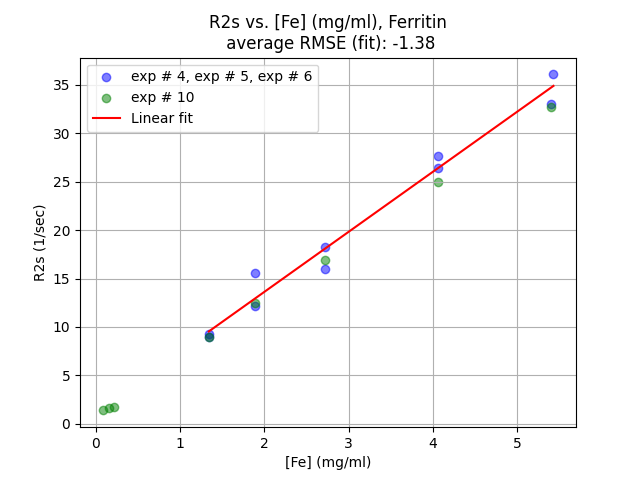 R2s vs. [Fe] (mg/ml), Ferritin
average RMSE (fit): -1.38
exp # 4, exp # 5, exp # 6
exp # 10
Linear fit
R2s (1/sec)
35
30
25
20
15
10
5
0
0 1 2 3 4 5
[Fe] (mg/ml)